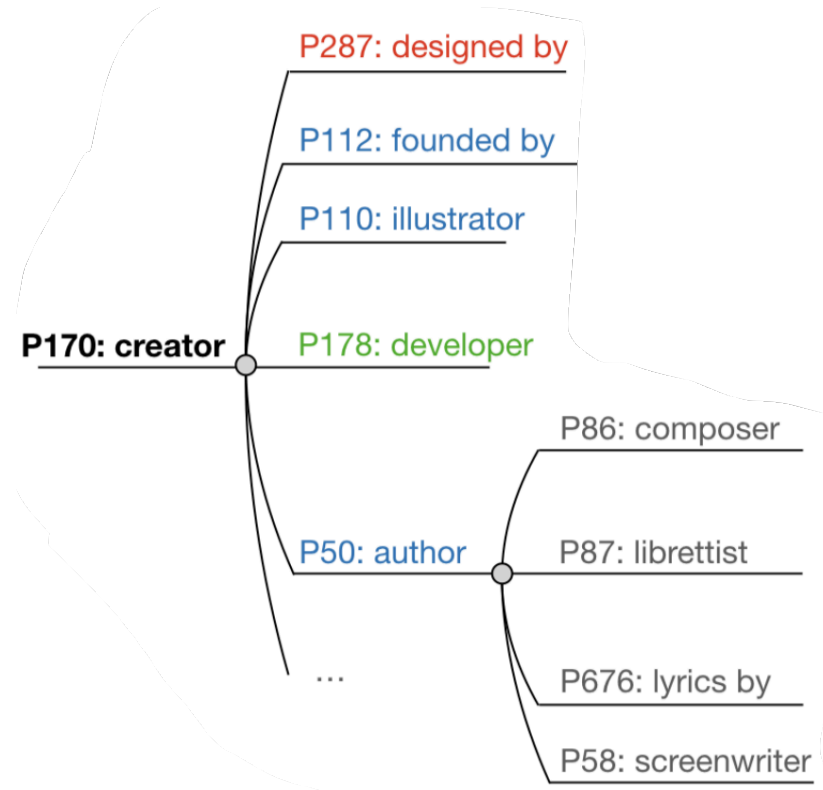 P287: designed by
P112: founded by
P110: illustrator
P170: creator
P178: developer
P86: composer
P50: author
P87: librettist
...
P676: lyrics by
P58: screenwriter